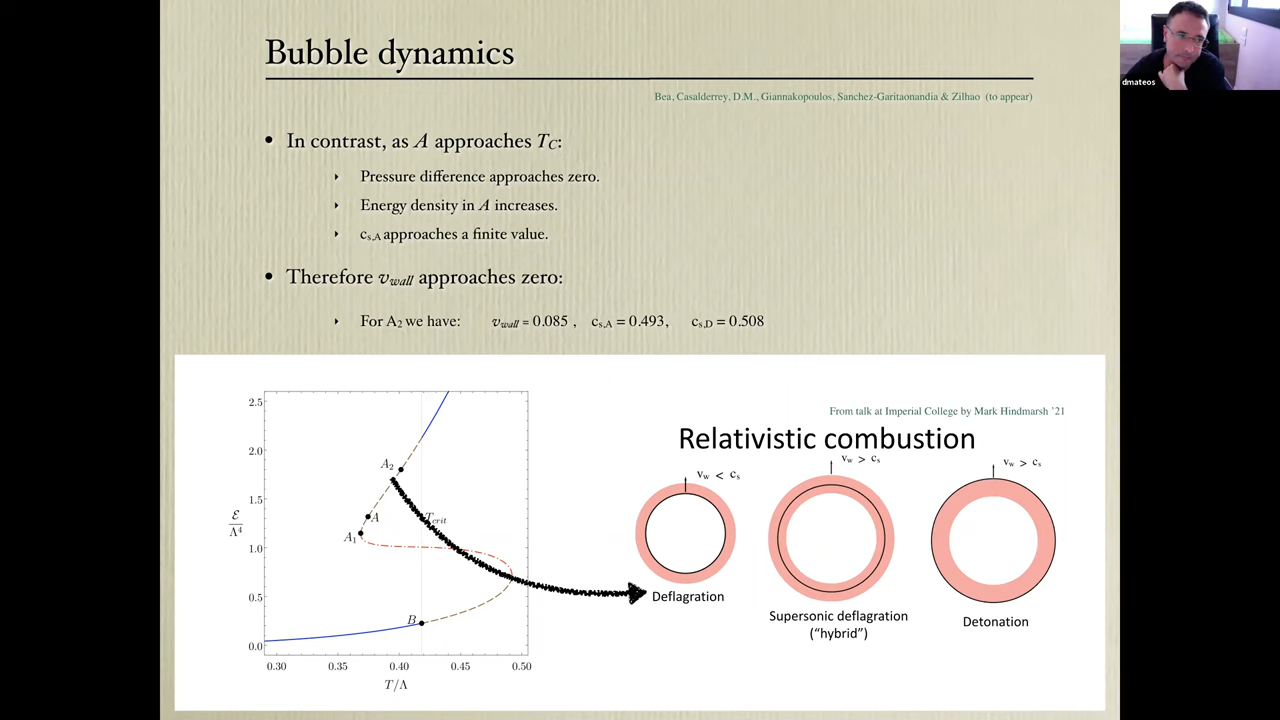 Bubble dynamics
dmateos
Bea, Casalderrey, D.M., Giannakopoulos, Sanchez-Garitaonandia & Zilhao (to appear)
• In contrast, as A approaches T_C:
‣ Pressure difference approaches zero.
‣ Energy density in A increases.
‣ c_s,A approaches a finite value.
• Therefore v_wall approaches zero:
‣ For A₂ we have: v_wall = 0.085 , c_s,A = 0.493, c_s,D = 0.508
2.5
2.0
1.5
1.0
0.5
0.0
ℰ/Λ⁴
A₂
A
A₁
T_crit
B
0.30 0.35 0.40 0.45 0.50
T/Λ
From talk at Imperial College by Mark Hindmarsh '21
Relativistic combustion
v_w < c_s
v_w > c_s
v_w > c_s
Deflagration
Supersonic deflagration
("hybrid")
Detonation